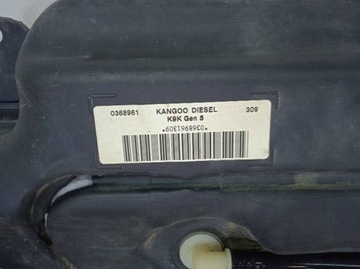 0368961 KANGOO DIESEL 309
K9K Gen 5
*0368961309*